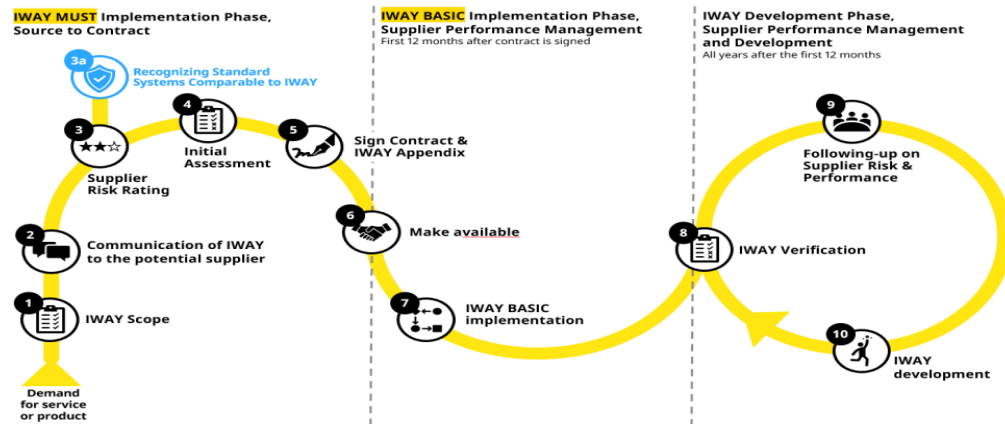 IWAY MUST Implementation Phase,
Source to Contract
IWAY BASIC Implementation Phase,
Supplier Performance Management
First 12 months after contract is signed
IWAY Development Phase,
Supplier Performance Management
and Development
All years after the first 12 months
3a
Recognizing Standard
Systems Comparable to IWAY
4
Initial
Assessment
3
Supplier
Risk Rating
5
Sign Contract &
IWAY Appendix
2
Communication of IWAY
to the potential supplier
1
IWAY Scope
Demand
for service
or product
6
Make available
7
IWAY BASIC
implementation
8
IWAY Verification
9
Following-up on
Supplier Risk &
Performance
10
IWAY
development